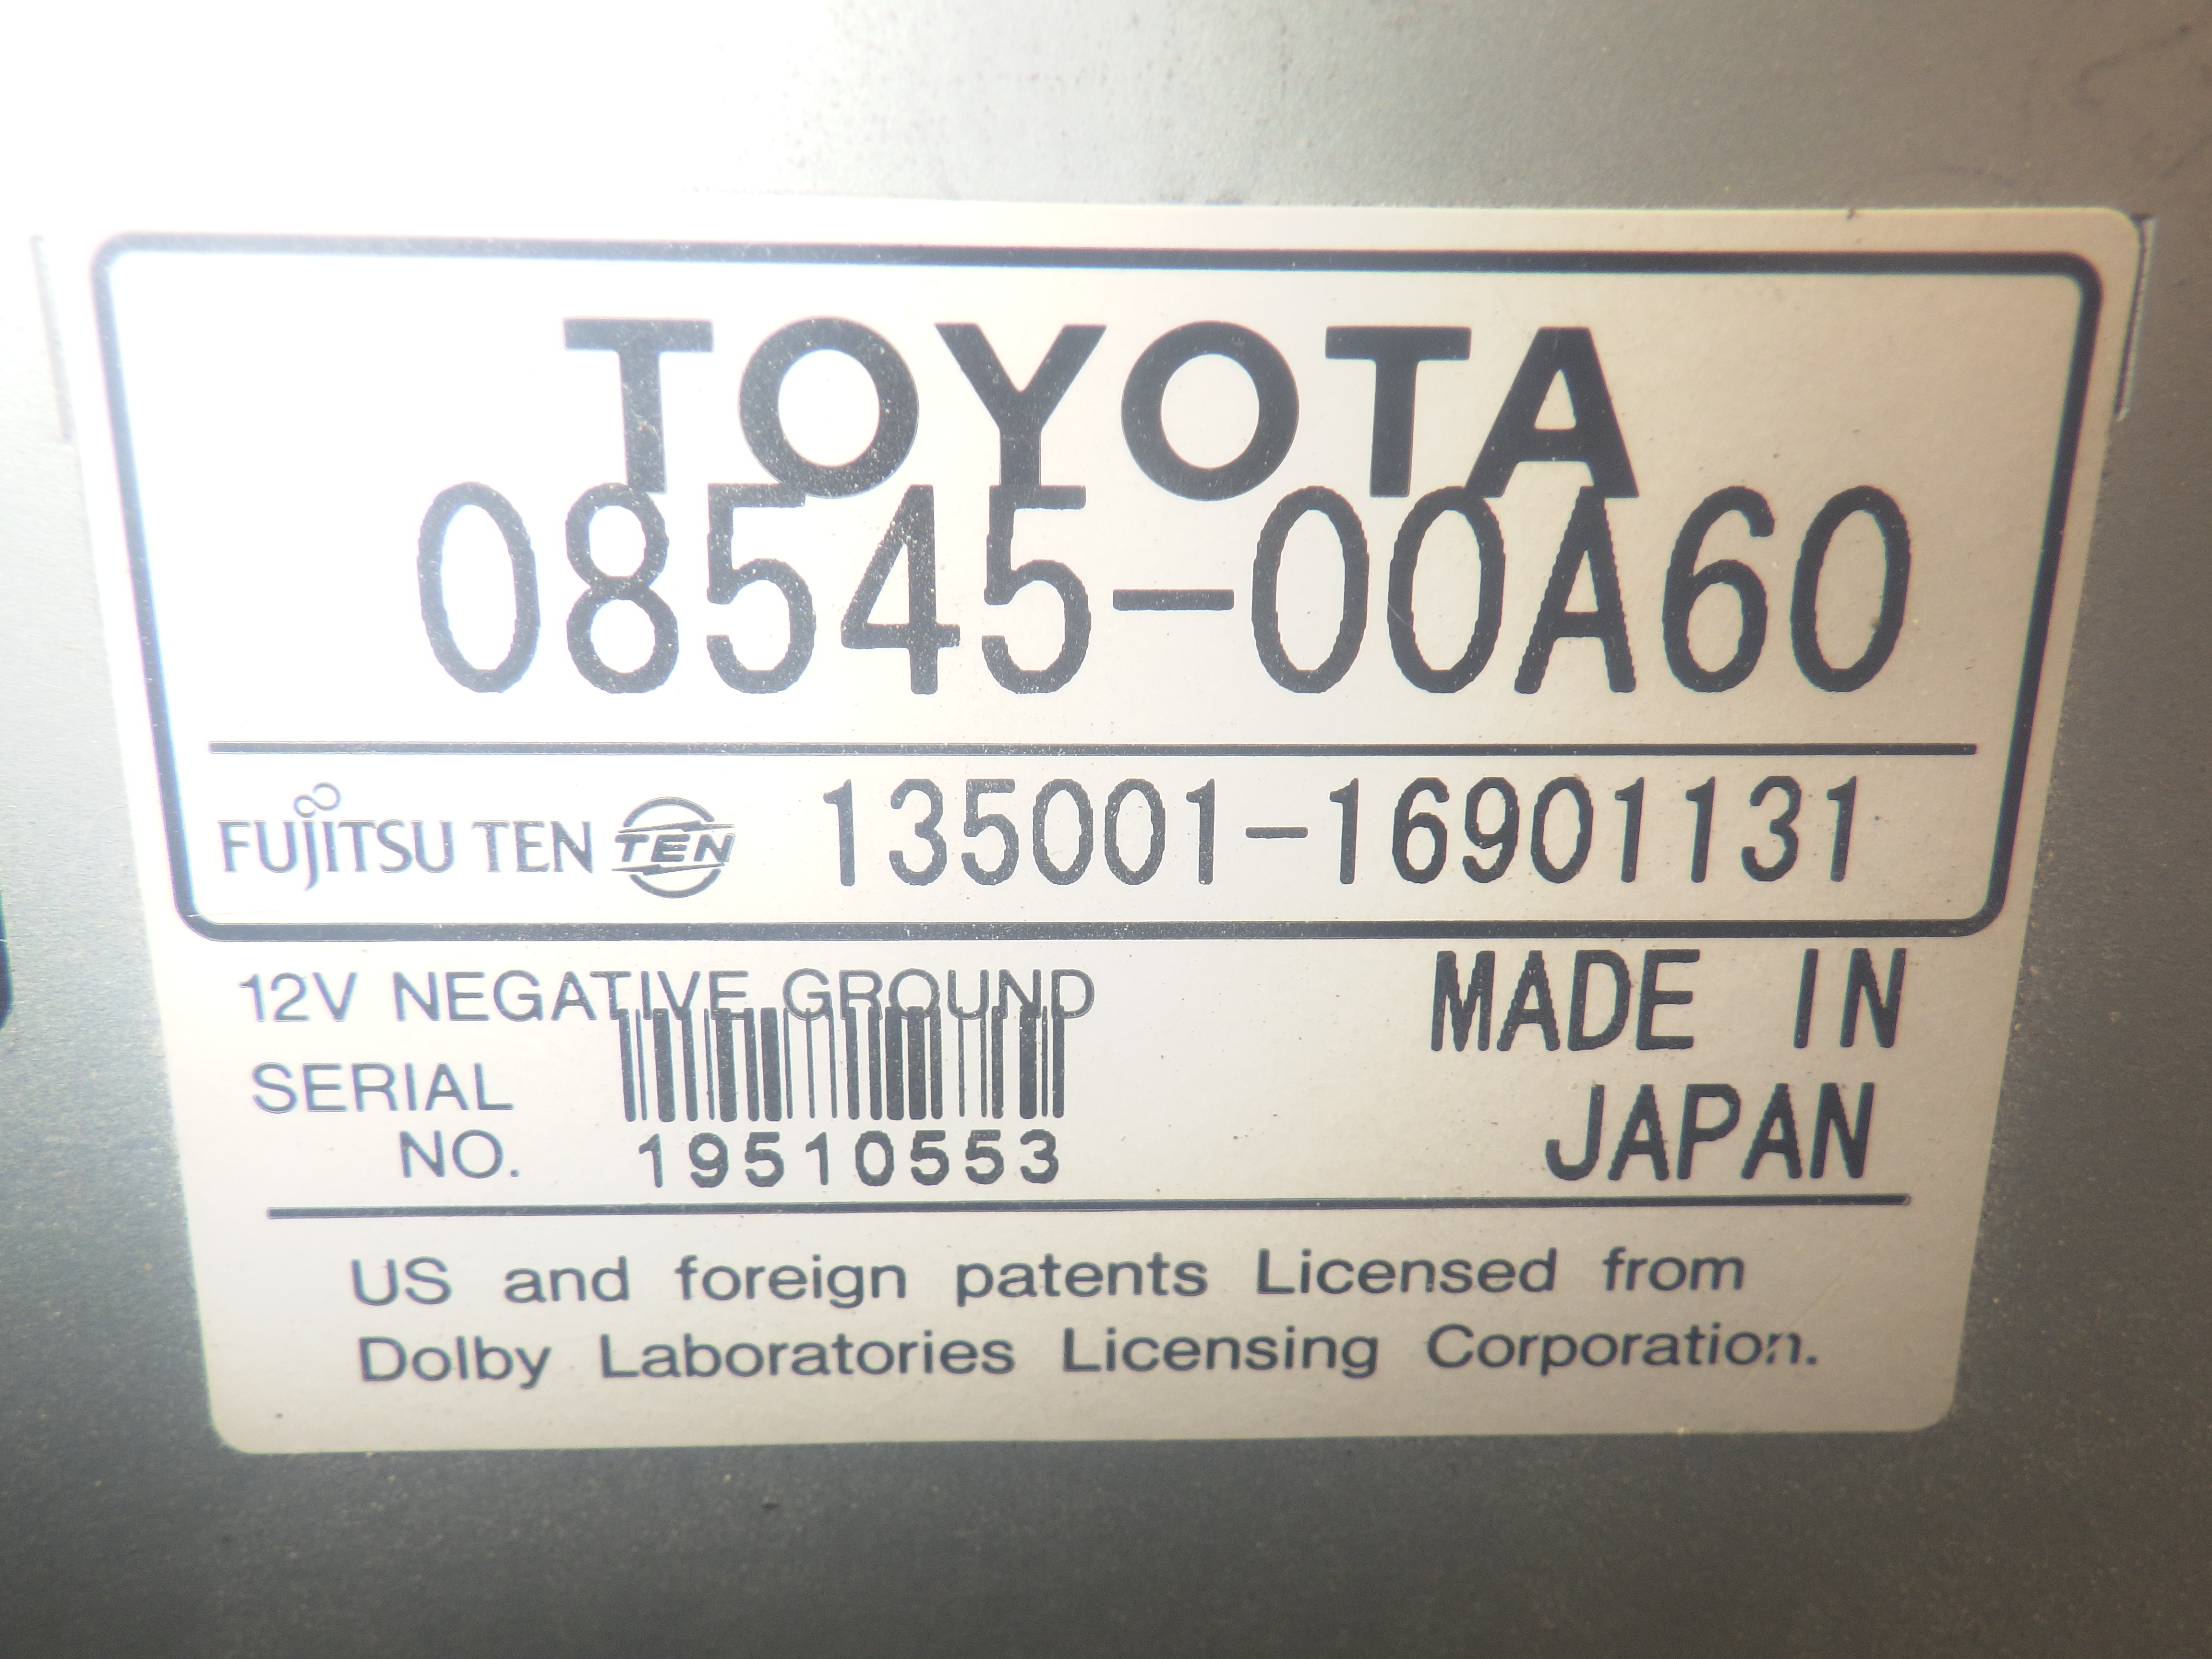 TOYOTA
08545-00A60
FUJITSU TEN TEN 135001-16901131
12V NEGATIVE GROUND
MADE IN
JAPAN
SERIAL
NO. 19510553
US and foreign patents Licensed from
Dolby Laboratories Licensing Corporation.